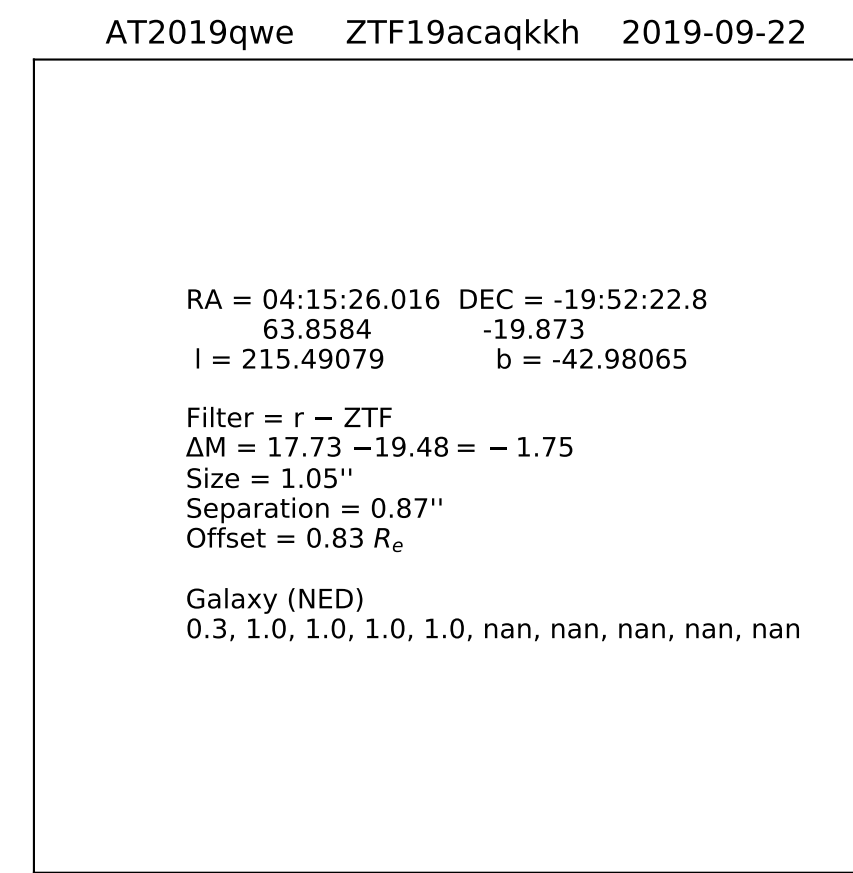 AT2019qwe ZTF19acaqkkh 2019-09-22
RA = 04:15:26.016 DEC = -19:52:22.8
63.8584 -19.873
l = 215.49079 b = -42.98065
Filter = r − ZTF
ΔM = 17.73 −19.48 = − 1.75
Size = 1.05''
Separation = 0.87''
Offset = 0.83 Re
Galaxy (NED)
0.3, 1.0, 1.0, 1.0, 1.0, nan, nan, nan, nan, nan